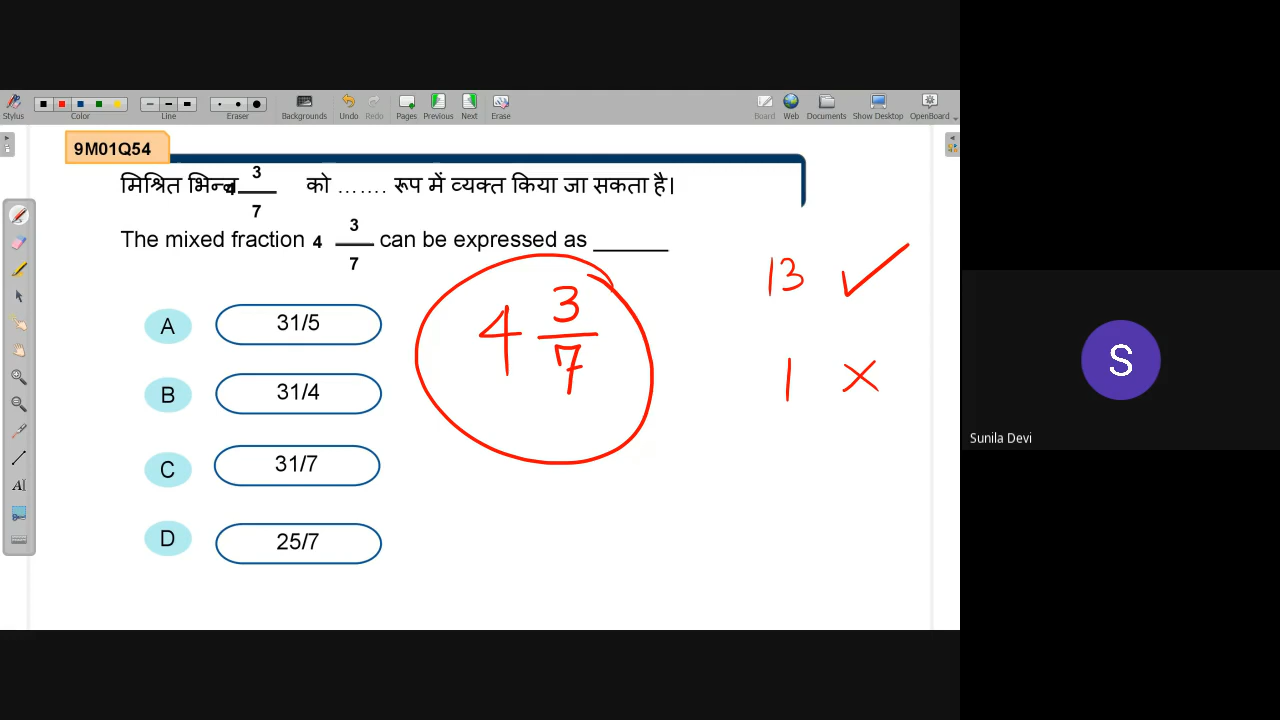 Stylus Color Line Eraser Backgrounds Undo Redo Pages Previous Next Erase Board Web Documents Show Desktop OpenBoard
9M01Q54
मिश्रित भिन्न 4 3/7 को ....... रूप में व्यक्त किया जा सकता है।
The mixed fraction 4 3/7 can be expressed as ______
4 3/7
13 ✓
1 ×
A 31/5
B 31/4
C 31/7
D 25/7
S
Sunila Devi